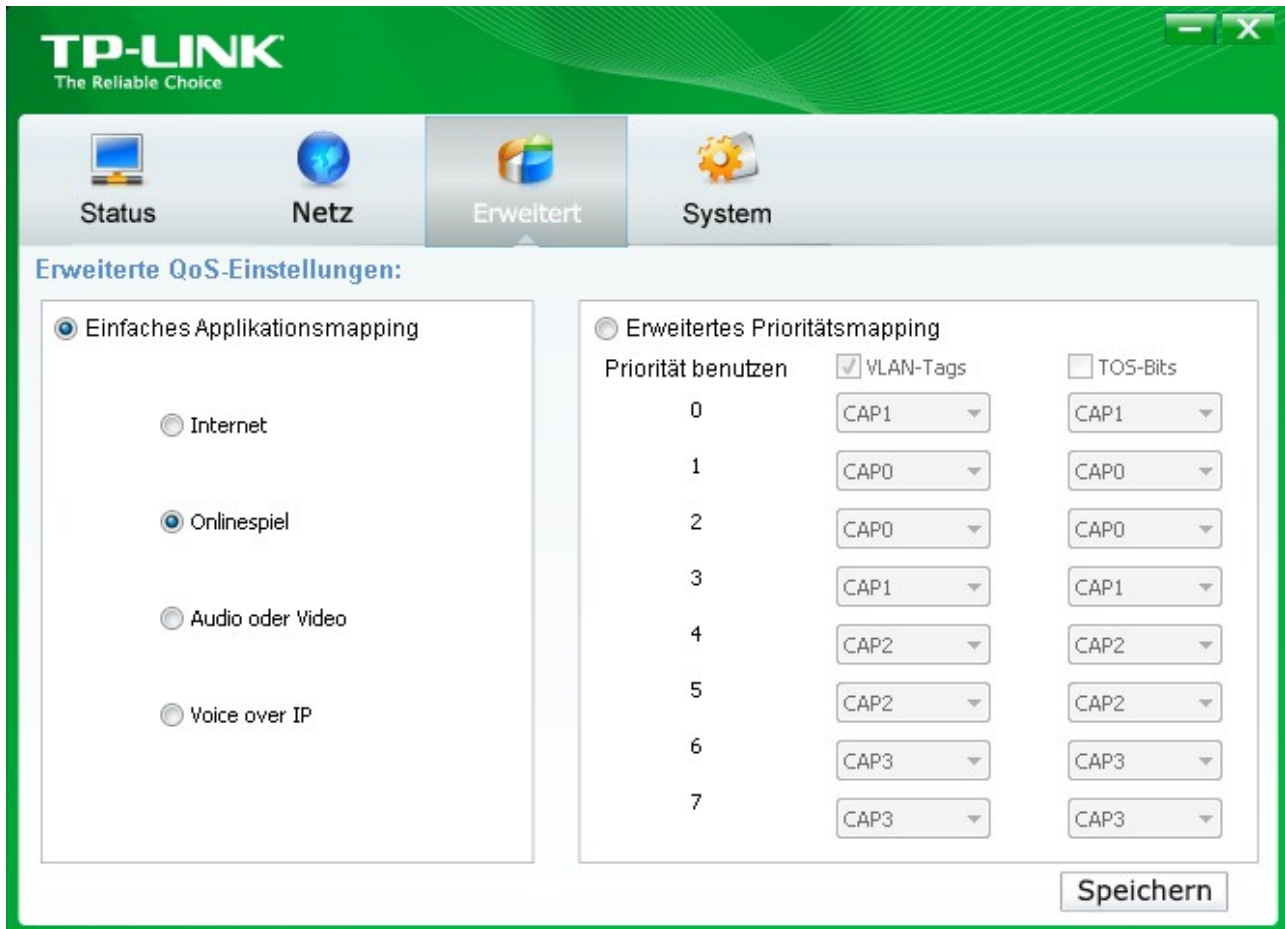 TP-LINK
The Reliable Choice
Status
Netz
Erweitert
System
Erweiterte QoS-Einstellungen:
Einfaches Applikationsmapping
Internet
Onlinespiel
Audio oder Video
Voice over IP
Erweitertes Prioritätsmapping
Priorität benutzen VLAN-Tags TOS-Bits
0 CAP1 CAP1
1 CAP0 CAP0
2 CAP0 CAP0
3 CAP1 CAP1
4 CAP2 CAP2
5 CAP2 CAP2
6 CAP3 CAP3
7 CAP3 CAP3
Speichern